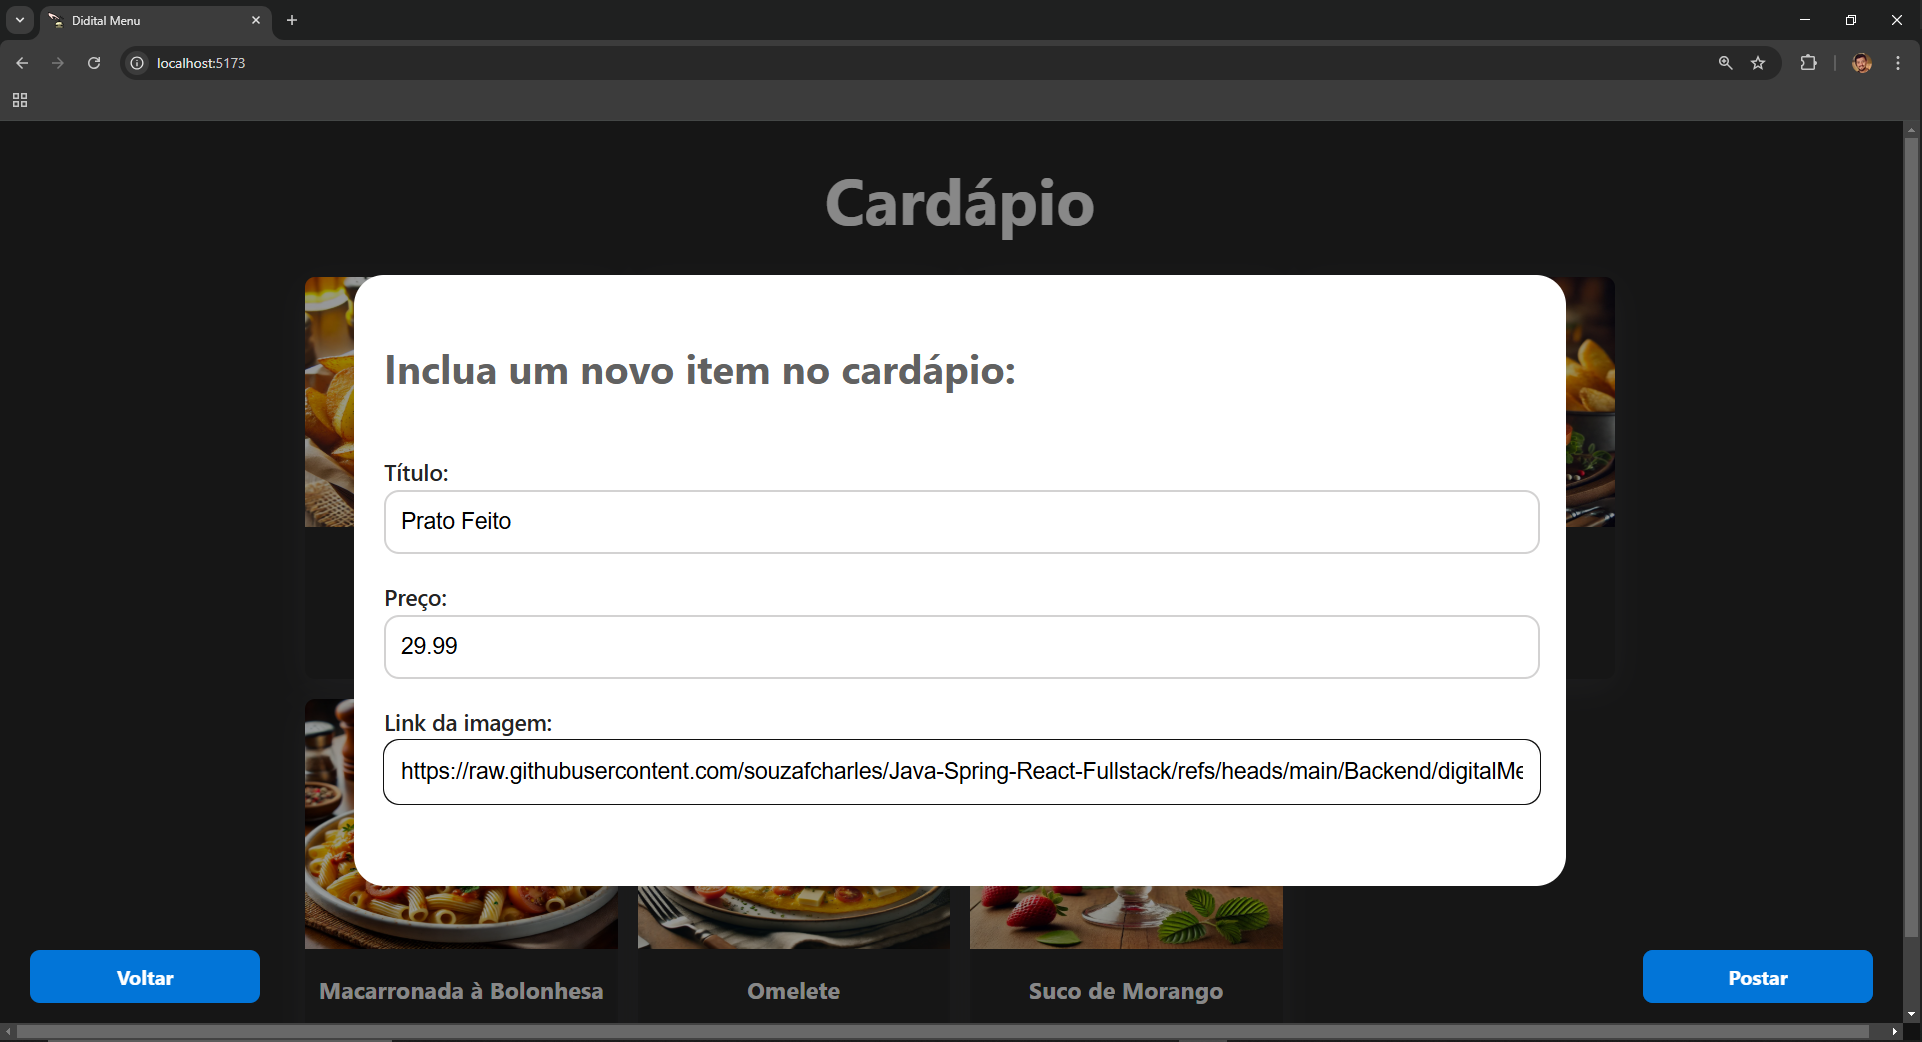 Didital Menu
localhost:5173
Cardápio
Inclua um novo item no cardápio:
Título:
Prato Feito
Preço:
29.99
Link da imagem:
https://raw.githubusercontent.com/souzafcharles/Java-Spring-React-Fullstack/refs/heads/main/Backend/digitalMe
Voltar
Postar
Macarronada à Bolonhesa
Omelete
Suco de Morango